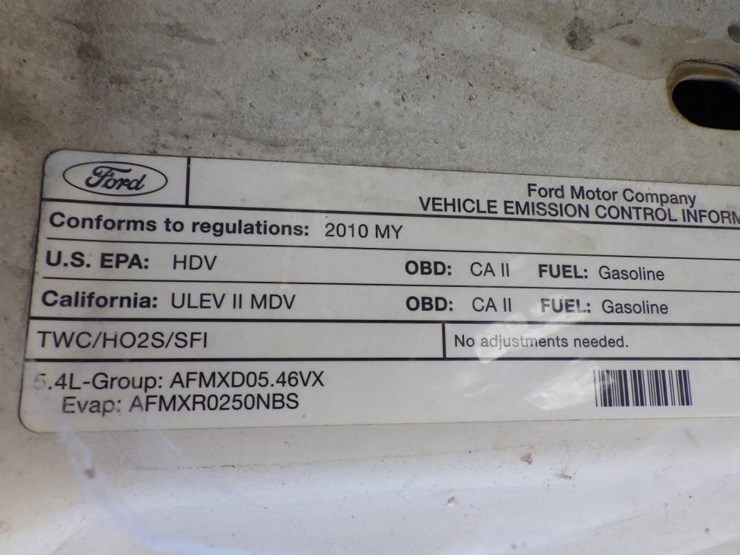 Ford
Ford Motor Company
VEHICLE EMISSION CONTROL
Conforms to regulations: 2010 MY
U.S. EPA: HDV OBD: CA II FUEL: Gasoline
California: ULEV II MDV OBD: CA II FUEL: Gasoline
TWC/HO2S/SFI No adjustments needed.
5.4L-Group: AFMXD05.46VX
Evap: AFMXR0250NBS